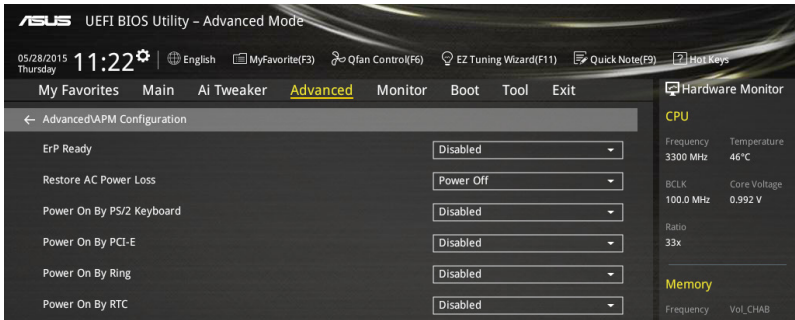 ASUS UEFI BIOS Utility – Advanced Mode
05/28/2015 Thursday 11:22 English MyFavorite(F3) Qfan Control(F6) EZ Tuning Wizard(F11) Quick Note(F9) ? Hot Keys
My Favorites Main Ai Tweaker Advanced Monitor Boot Tool Exit
← Advanced\APM Configuration
ErP Ready Disabled
Restore AC Power Loss Power Off
Power On By PS/2 Keyboard Disabled
Power On By PCI-E Disabled
Power On By Ring Disabled
Power On By RTC Disabled
Hardware Monitor
CPU
Frequency Temperature
3300 MHz 46°C
BCLK Core Voltage
100.0 MHz 0.992 V
Ratio
33x
Memory
Frequency Vol_CHAB